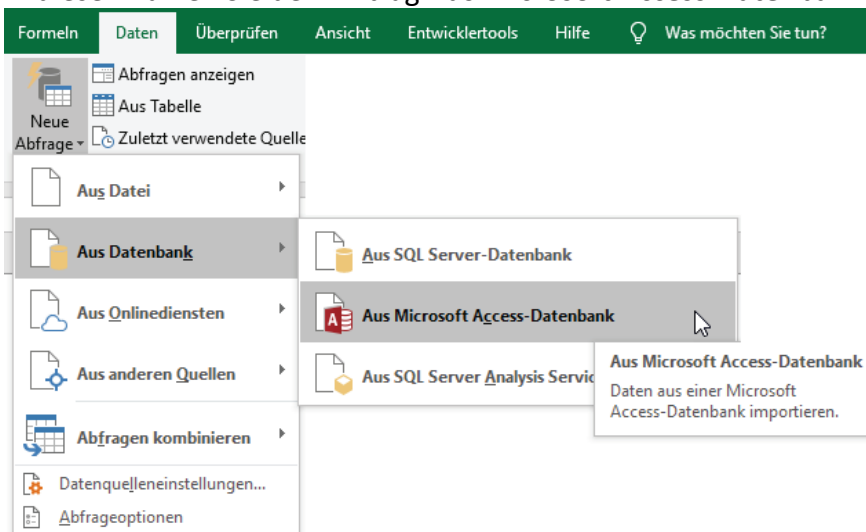 Formeln Daten Überprüfen Ansicht Entwicklertools Hilfe Was möchten Sie tun?
Neue Abfrage
Abfragen anzeigen
Aus Tabelle
Zuletzt verwendete Quelle
Aus Datei
Aus Datenbank
Aus Onlinediensten
Aus anderen Quellen
Abfragen kombinieren
Datenquelleneinstellungen...
Abfrageoptionen
Aus SQL Server-Datenbank
Aus Microsoft Access-Datenbank
Aus SQL Server Analysis Servic
Aus Microsoft Access-Datenbank
Daten aus einer Microsoft
Access-Datenbank importieren.